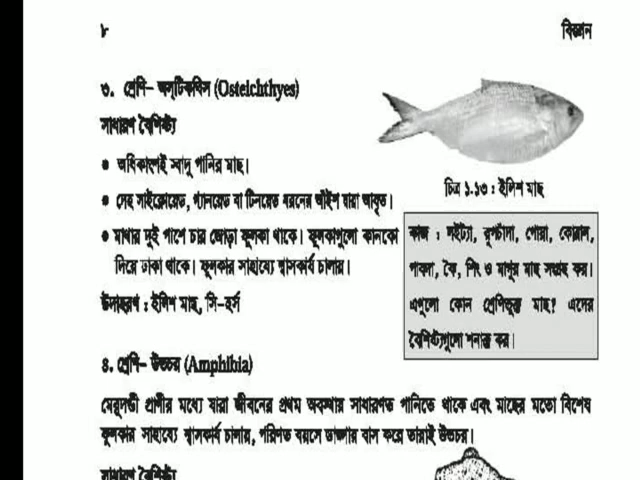 ৮
বিজ্ঞান
৩. শ্রেণি– অস্টিকথিস (Osteichthyes)
সাধারণ বৈশিষ্ট্য
● অধিকাংশই স্বাদু পানির মাছ।
● দেহ সাইক্লোয়েড, গ্যানয়েড বা টিনয়েড ধরনের আঁইশ দ্বারা আবৃত।
● মাথার দুই পাশে চার জোড়া ফুলকা থাকে। ফুলকাগুলো কানকো
দিয়ে ঢাকা থাকে। ফুলকার সাহায্যে শ্বাসকার্য চালায়।
উদাহরণ : ইলিশ মাছ, সি–হর্স
চিত্র ১.১৩ : ইলিশ মাছ
কাজ : লইট্যা, রূপচাঁদা, পোয়া, কোরাল,
পাবদা, কৈ, শিং ও মাগুর মাছ সংগ্রহ কর।
এগুলো কোন শ্রেণিভুক্ত মাছ? এদের
বৈশিষ্ট্যগুলো শনাক্ত কর।
৪. শ্রেণি– উভচর (Amphibia)
মেরুদণ্ডী প্রাণীর মধ্যে যারা জীবনের প্রথম অবস্থায় সাধারণত পানিতে থাকে এবং মাছের মতো বিশেষ
ফুলকার সাহায্যে শ্বাসকার্য চালায়, পরিণত বয়সে ডাঙ্গায় বাস করে তারাই উভচর।
সাধারণ বৈশিষ্ট্য